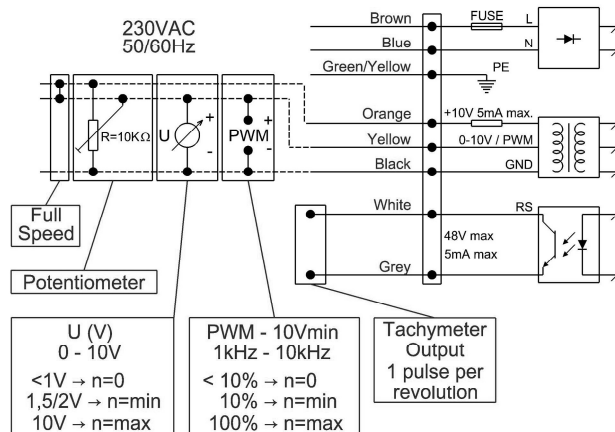 230VAC
50/60Hz
Brown
FUSE
L
Blue
N
Green/Yellow
PE
Orange
+10V 5mA max.
Yellow
0-10V / PWM
Black
GND
R=10KΩ
U
+
-
PWM
+
-
White
RS
48V max
5mA max
Grey
Full
Speed
Potentiometer
U (V)
0 - 10V
<1V → n=0
1,5/2V → n=min
10V → n=max
PWM - 10Vmin
1kHz - 10kHz
< 10% → n=0
10% → n=min
100% → n=max
Tachymeter
Output
1 pulse per
revolution